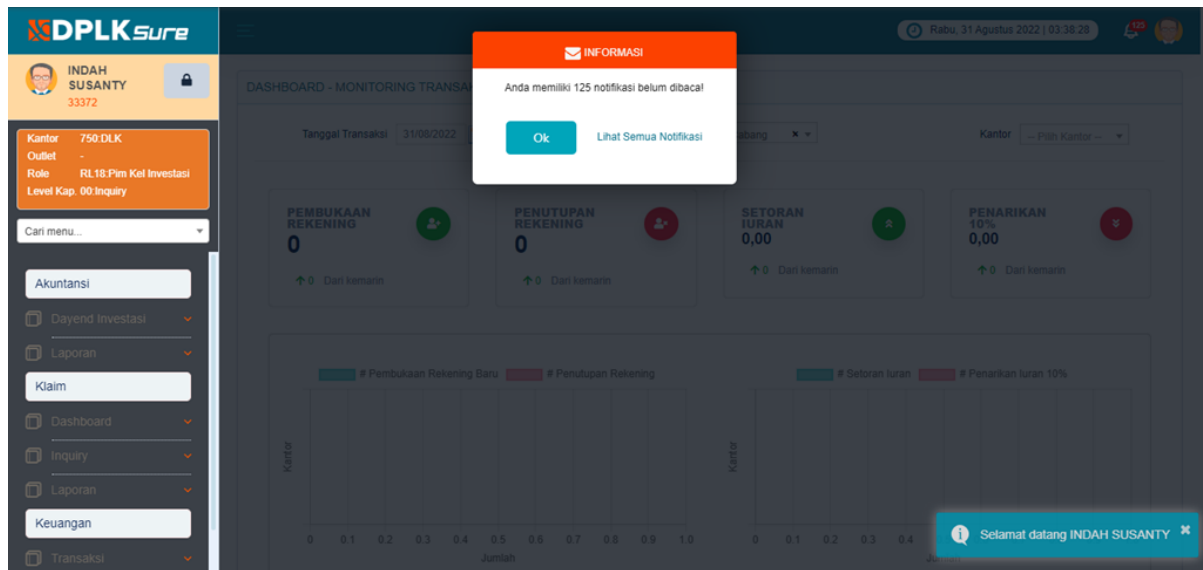 DPLKSure
INDAH
SUSANTY
33372
Kantor 750:DLK
Outlet -
Role RL18:Pim Kel Investasi
Level Kap. 00:Inquiry
Cari menu...
Akuntansi
Dayend Investasi
Laporan
Klaim
Dashboard
Inquiry
Laporan
Keuangan
Transaksi
Rabu, 31 Agustus 2022 | 03:38:28
125
INFORMASI
Anda memiliki 125 notifikasi belum dibaca!
Ok Lihat Semua Notifikasi
DASHBOARD - MONITORING
Tanggal Transaksi 31/08/2022
Kantor -- Pilih Kantor --
PEMBUKAAN
REKENING
0
0 Dari kemarin
PENUTUPAN
REKENING
0
0 Dari kemarin
SETORAN
IURAN
0,00
0 Dari kemarin
PENARIKAN
10%
0,00
0 Dari kemarin
# Pembukaan Rekening Baru # Penutupan Rekening
Kantor
0 0.1 0.2 0.3 0.4 0.5 0.6 0.7 0.8 0.9 1.0
Jumlah
# Setoran Iuran # Penarikan Iuran 10%
Kantor
0 0.1 0.2 0.3 0.4
Selamat datang INDAH SUSANTY